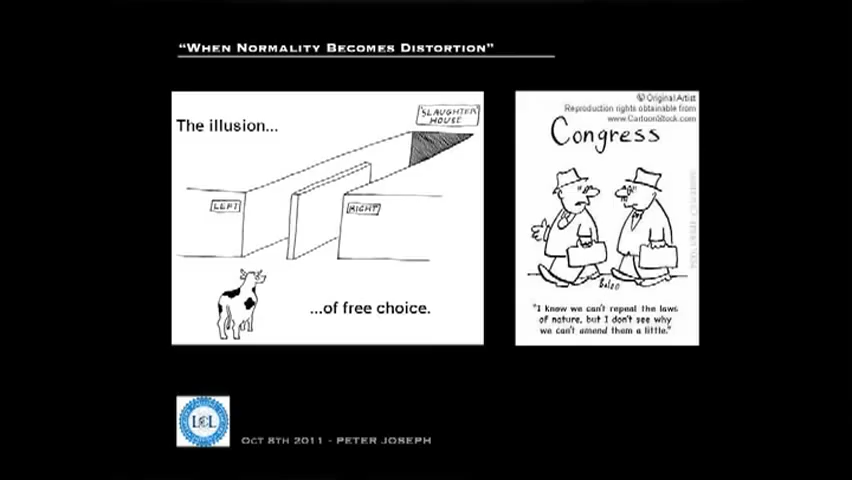 "WHEN NORMALITY BECOMES DISTORTION"
The illusion...
SLAUGHTER
HOUSE
LEFT
RIGHT
...of free choice.
© Original Artist
Reproduction rights obtainable from
www.CartoonStock.com
Congress
"I know we can't repeal the laws
of nature, but I don't see why
we can't amend them a little."
OCT 8TH 2011 - PETER JOSEPH